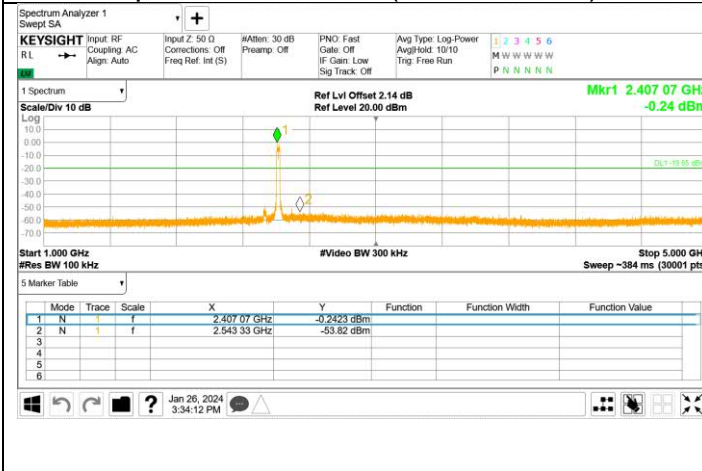 Spectrum Analyzer 1
Swept SA
KEYSIGHT
RL
Input: RF
Coupling: AC
Align: Auto
Input Z: 50 Ω
Corrections: Off
Freq Ref: Int (S)
#Atten: 30 dB
Preamp: Off
PNO: Fast
Gate: Off
IF Gain: Low
Sig Track: Off
Avg Type: Log-Power
Avg|Hold: 10/10
Trig: Free Run
1 2 3 4 5 6
M W W W W W
P N N N N N
1 Spectrum
Scale/Div 10 dB
Ref Lvl Offset 2.14 dB
Ref Level 20.00 dBm
Mkr1 2.407 07 GHz
-0.24 dBm
Log
10.0
0.00
-10.0
-20.0
-30.0
-40.0
-50.0
-60.0
-70.0
1
2
Start 1.000 GHz
#Res BW 100 kHz
#Video BW 300 kHz
Stop 5.000 GH
Sweep ~384 ms (30001 pts
5 Marker Table
Mode Trace Scale X Y Function Function Width Function Value
1 N 1 f 2.407 07 GHz -0.2423 dBm
2 N 1 f 2.543 33 GHz -53.82 dBm
3
4
5
6
?
Jan 26, 2024
3:34:12 PM